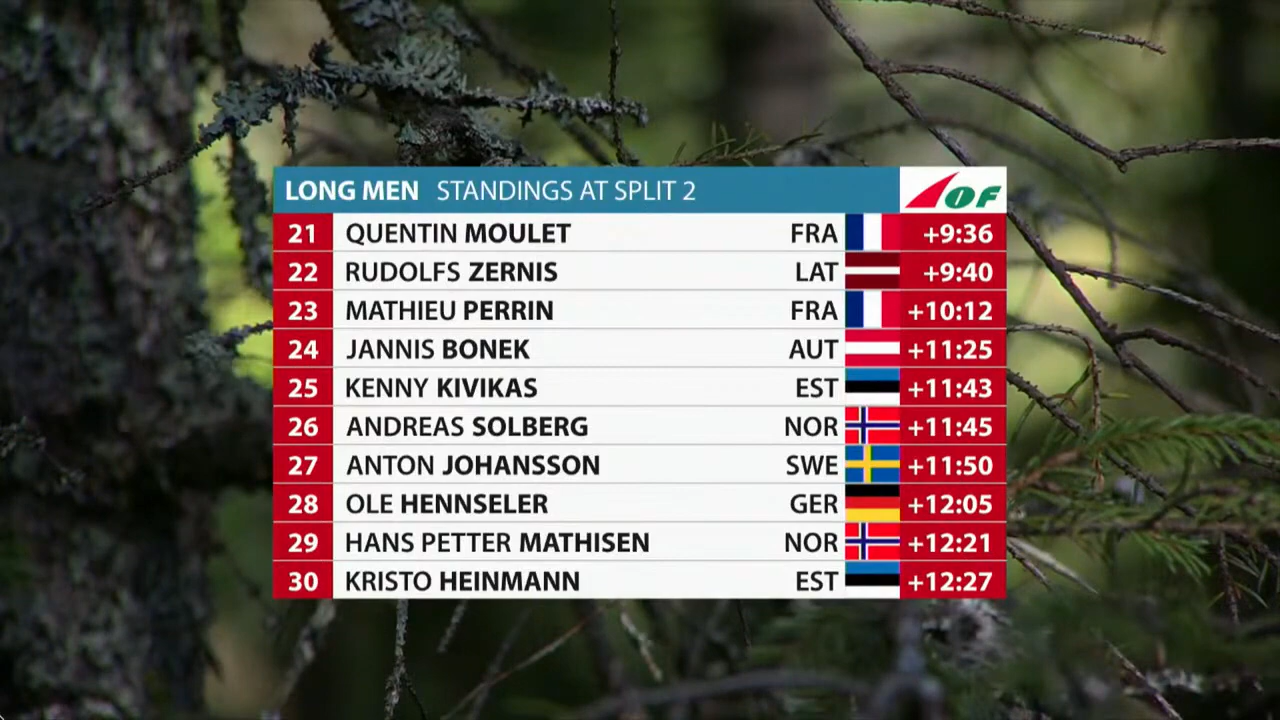 LONG MEN STANDINGS AT SPLIT 2 IOF
21 QUENTIN MOULET FRA +9:36
22 RUDOLFS ZERNIS LAT +9:40
23 MATHIEU PERRIN FRA +10:12
24 JANNIS BONEK AUT +11:25
25 KENNY KIVIKAS EST +11:43
26 ANDREAS SOLBERG NOR +11:45
27 ANTON JOHANSSON SWE +11:50
28 OLE HENNSELER GER +12:05
29 HANS PETTER MATHISEN NOR +12:21
30 KRISTO HEINMANN EST +12:27